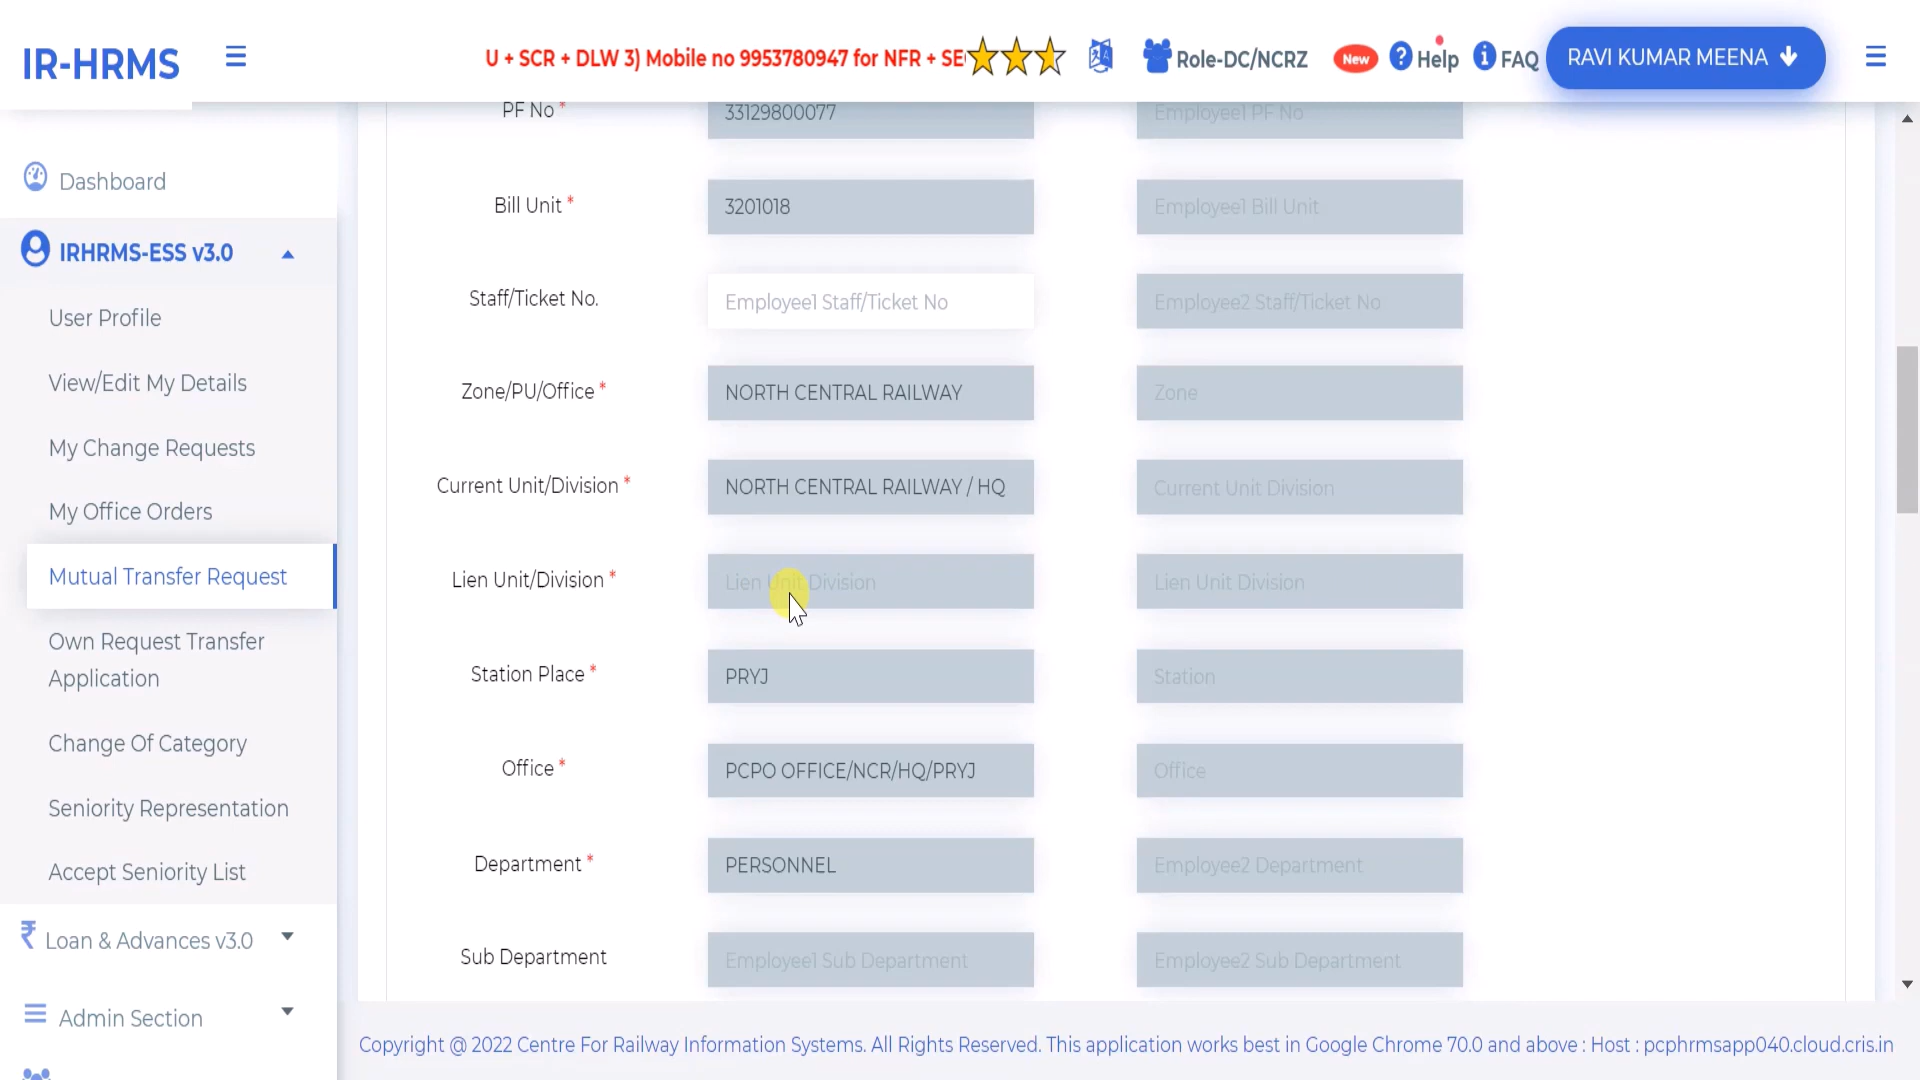 IR-HRMS
U + SCR + DLW 3) Mobile no 9953780947 for NFR + SE
Role-DC/NCRZ
New
Help
FAQ
RAVI KUMAR MEENA
Dashboard
IRHRMS-ESS v3.0
User Profile
View/Edit My Details
My Change Requests
My Office Orders
Mutual Transfer Request
Own Request Transfer
Application
Change Of Category
Seniority Representation
Accept Seniority List
Loan & Advances v3.0
Admin Section
PF No * 33129800077 Employee1 PF No
Bill Unit * 3201018 Employee1 Bill Unit
Staff/Ticket No. Employee1 Staff/Ticket No Employee2 Staff/Ticket No
Zone/PU/Office * NORTH CENTRAL RAILWAY Zone
Current Unit/Division * NORTH CENTRAL RAILWAY / HQ Current Unit Division
Lien Unit/Division * Lien Unit Division Lien Unit Division
Station Place * PRYJ Station
Office * PCPO OFFICE/NCR/HQ/PRYJ Office
Department * PERSONNEL Employee2 Department
Sub Department Employee1 Sub Department Employee2 Sub Department
Copyright @ 2022 Centre For Railway Information Systems. All Rights Reserved. This application works best in Google Chrome 70.0 and above : Host : pcphrmsapp040.cloud.cris.in